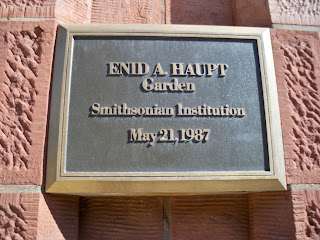 ENID A. HAUPT
Garden
Smithsonian Institution
May 21, 1987